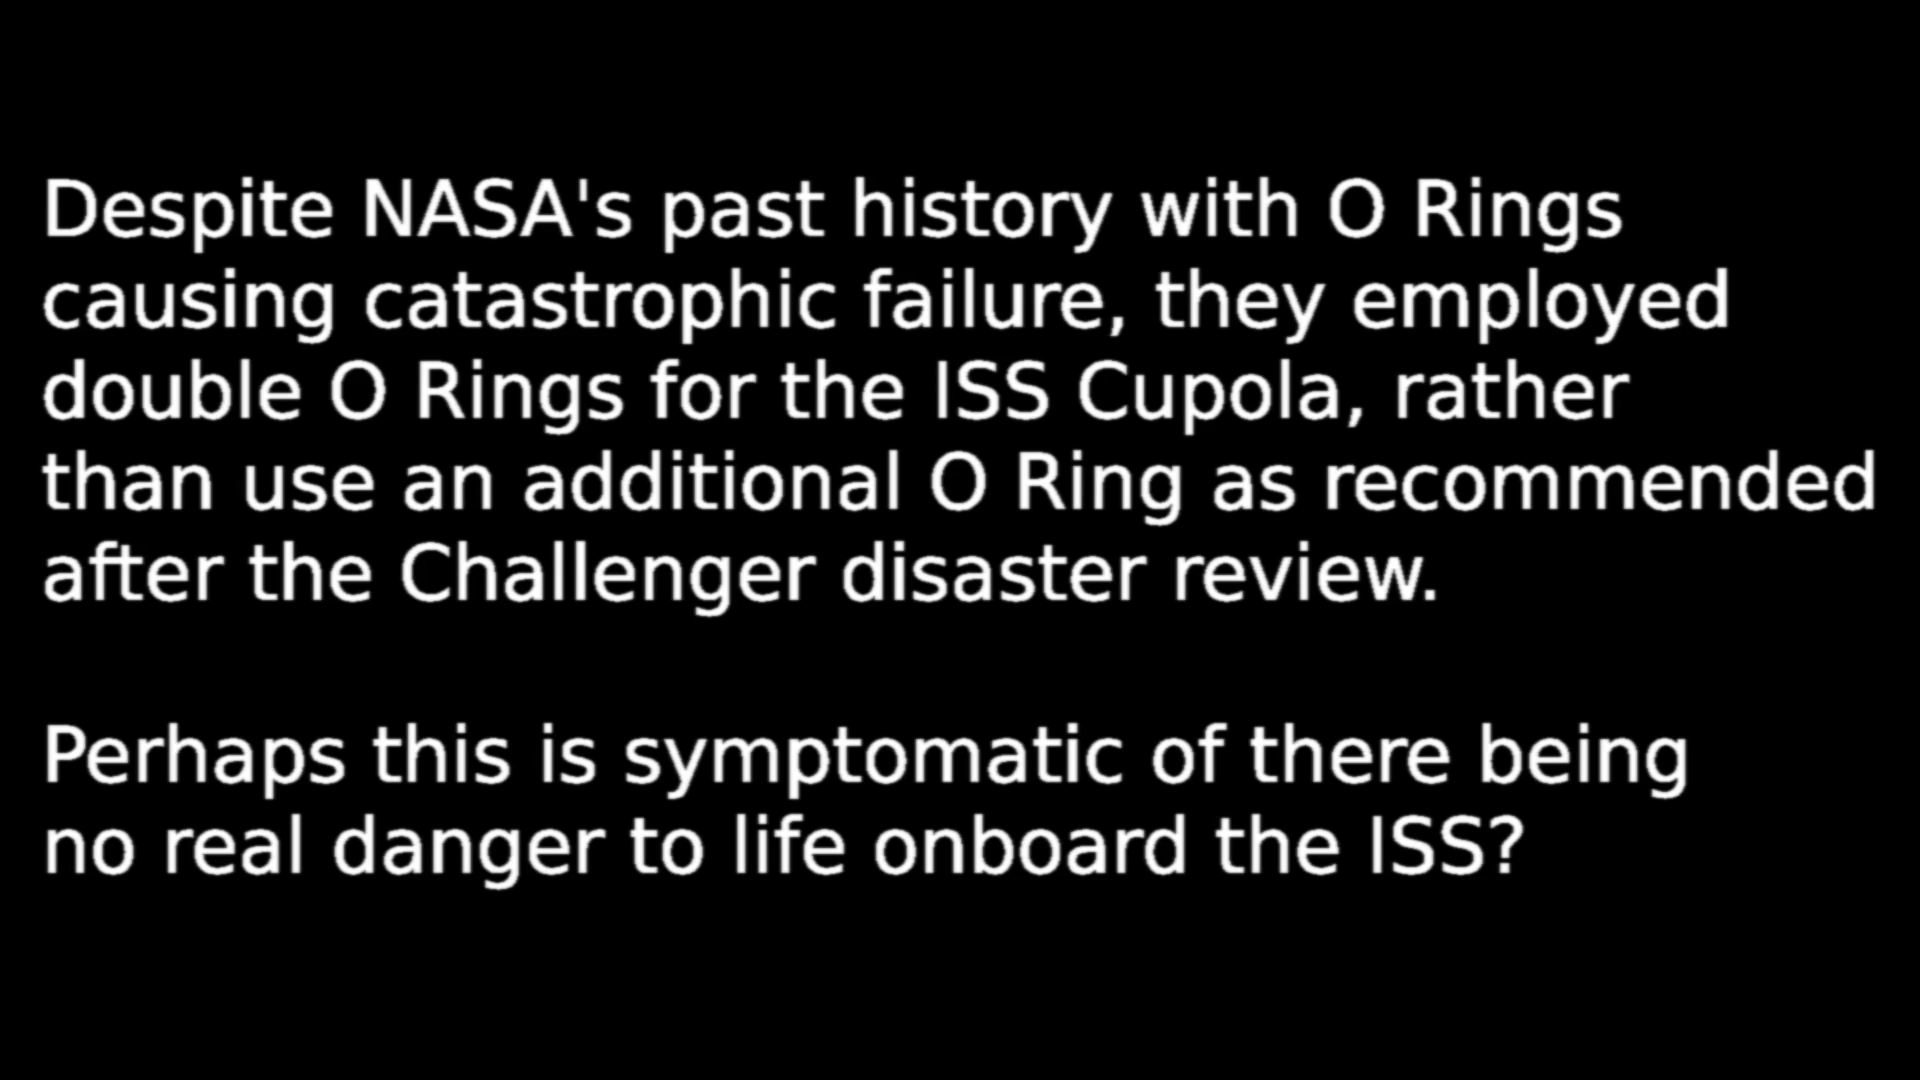 Despite NASA's past history with O Rings
causing catastrophic failure, they employed
double O Rings for the ISS Cupola, rather
than use an additional O Ring as recommended
after the Challenger disaster review.
Perhaps this is symptomatic of there being
no real danger to life onboard the ISS?